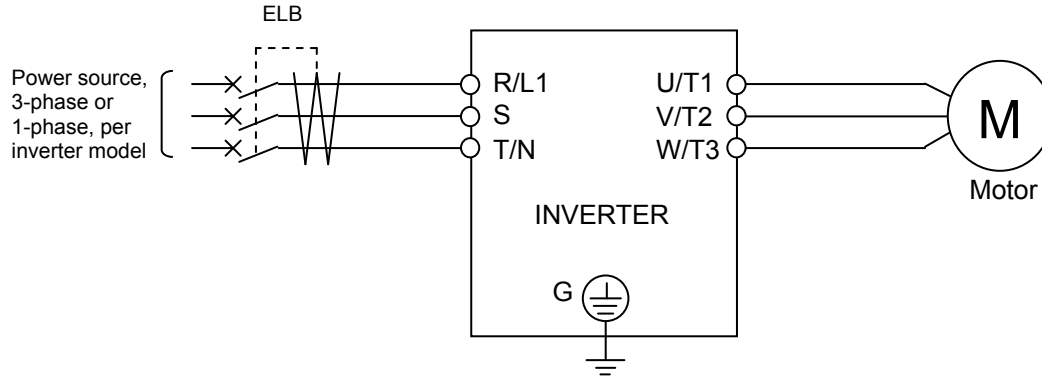 ELB
Power source,
3-phase or
1-phase, per
inverter model
R/L1
S
T/N
U/T1
V/T2
W/T3
M
Motor
INVERTER
G